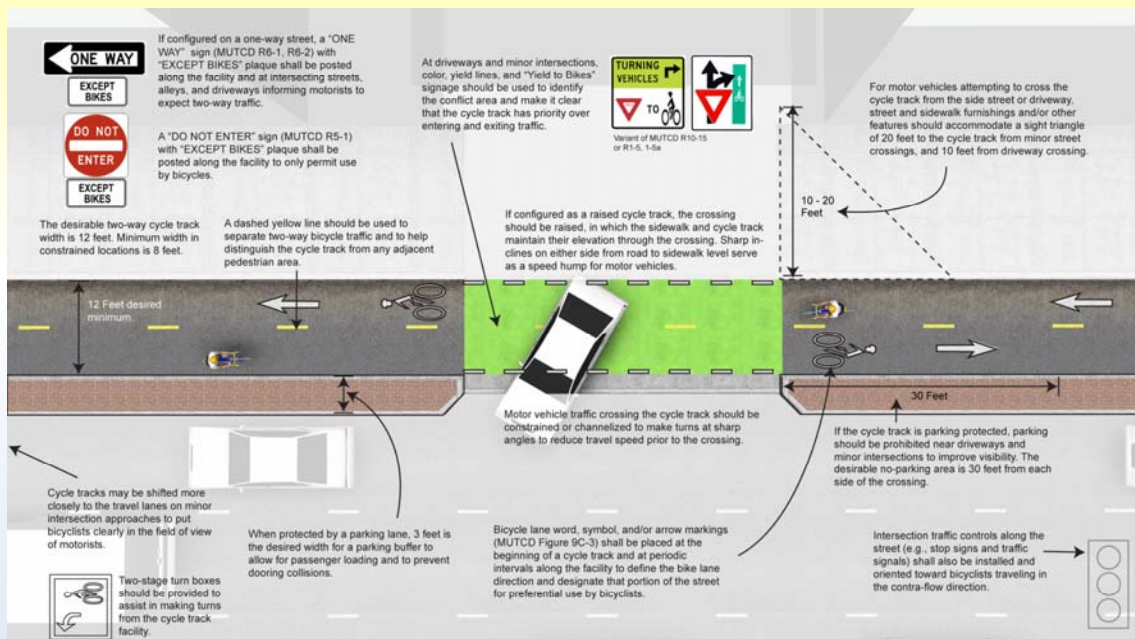 ONE WAY
EXCEPT
BIKES
DO NOT
ENTER
EXCEPT
BIKES
If configured on a one-way street, a “ONE
WAY” sign (MUTCD R6-1, R6-2) with
“EXCEPT BIKES” plaque shall be posted
along the facility and at intersecting streets,
alleys, and driveways informing motorists to
expect two-way traffic.
A “DO NOT ENTER” sign (MUTCD R5-1)
with “EXCEPT BIKES” plaque shall be
posted along the facility to only permit use
by bicycles.
At driveways and minor intersections,
color, yield lines, and “Yield to Bikes”
signage should be used to identify
the conflict area and make it clear
that the cycle track has priority over
entering and exiting traffic.
TURNING
VEHICLES
TO
Variant of MUTCD R10-15
or R1-5, 1-5a
For motor vehicles attempting to cross the
cycle track from the side street or driveway,
street and sidewalk furnishings and/or other
features should accommodate a sight triangle
of 20 feet to the cycle track from minor street
crossings, and 10 feet from driveway crossing.
10 - 20
Feet
The desirable two-way cycle track
width is 12 feet. Minimum width in
constrained locations is 8 feet.
A dashed yellow line should be used to
separate two-way bicycle traffic and to help
distinguish the cycle track from any adjacent
pedestrian area.
If configured as a raised cycle track, the crossing
should be raised, in which the sidewalk and cycle track
maintain their elevation through the crossing. Sharp in-
clines on either side from road to sidewalk level serve
as a speed hump for motor vehicles.
12 Feet desired
minimum
30 Feet
Motor vehicle traffic crossing the cycle track should be
constrained or channelized to make turns at sharp
angles to reduce travel speed prior to the crossing.
If the cycle track is parking protected, parking
should be prohibited near driveways and
minor intersections to improve visibility. The
desirable no-parking area is 30 feet from each
side of the crossing.
Cycle tracks may be shifted more
closely to the travel lanes on minor
intersection approaches to put
bicyclists clearly in the field of view
of motorists.
When protected by a parking lane, 3 feet is
the desired width for a parking buffer to
allow for passenger loading and to prevent
dooring collisions.
Bicycle lane word, symbol, and/or arrow markings
(MUTCD Figure 9C-3) shall be placed at the
beginning of a cycle track and at periodic
intervals along the facility to define the bike lane
direction and designate that portion of the street
for preferential use by bicyclists.
Intersection traffic controls along
the street (e.g., stop signs and traffic
signals) shall also be installed and
oriented toward bicyclists traveling in
the contra-flow direction.
Two-stage turn boxes
should be provided to
assist in making turns
from the cycle track
facility.